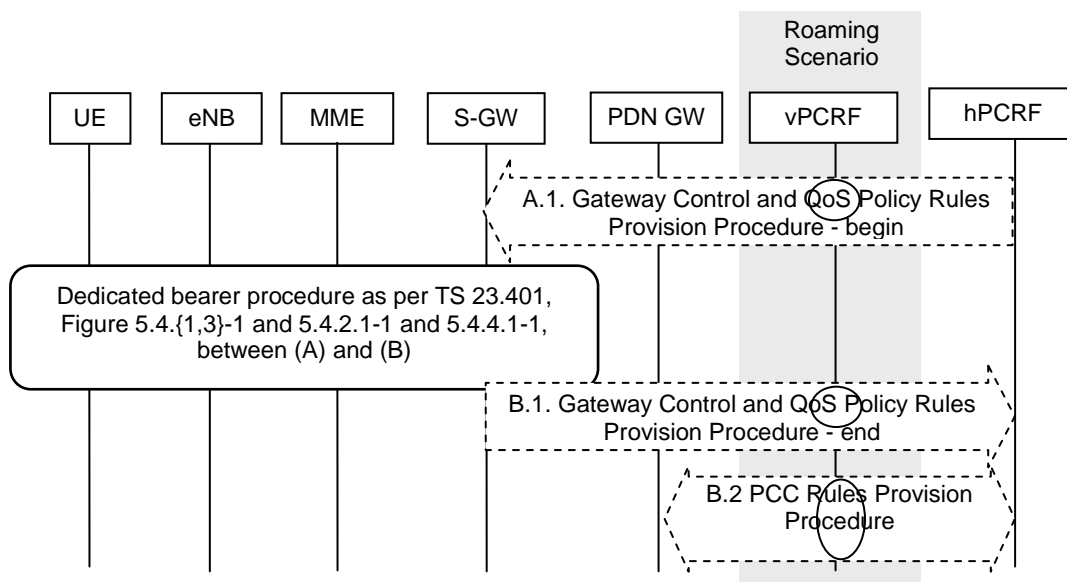 Roaming
Scenario
UE
eNB
MME
S-GW
PDN GW
vPCRF
hPCRF
A.1. Gateway Control and QoS Policy Rules
Provision Procedure - begin
Dedicated bearer procedure as per TS 23.401,
Figure 5.4.{1,3}-1 and 5.4.2.1-1 and 5.4.4.1-1,
between (A) and (B)
B.1. Gateway Control and QoS Policy Rules
Provision Procedure - end
B.2 PCC Rules Provision
Procedure